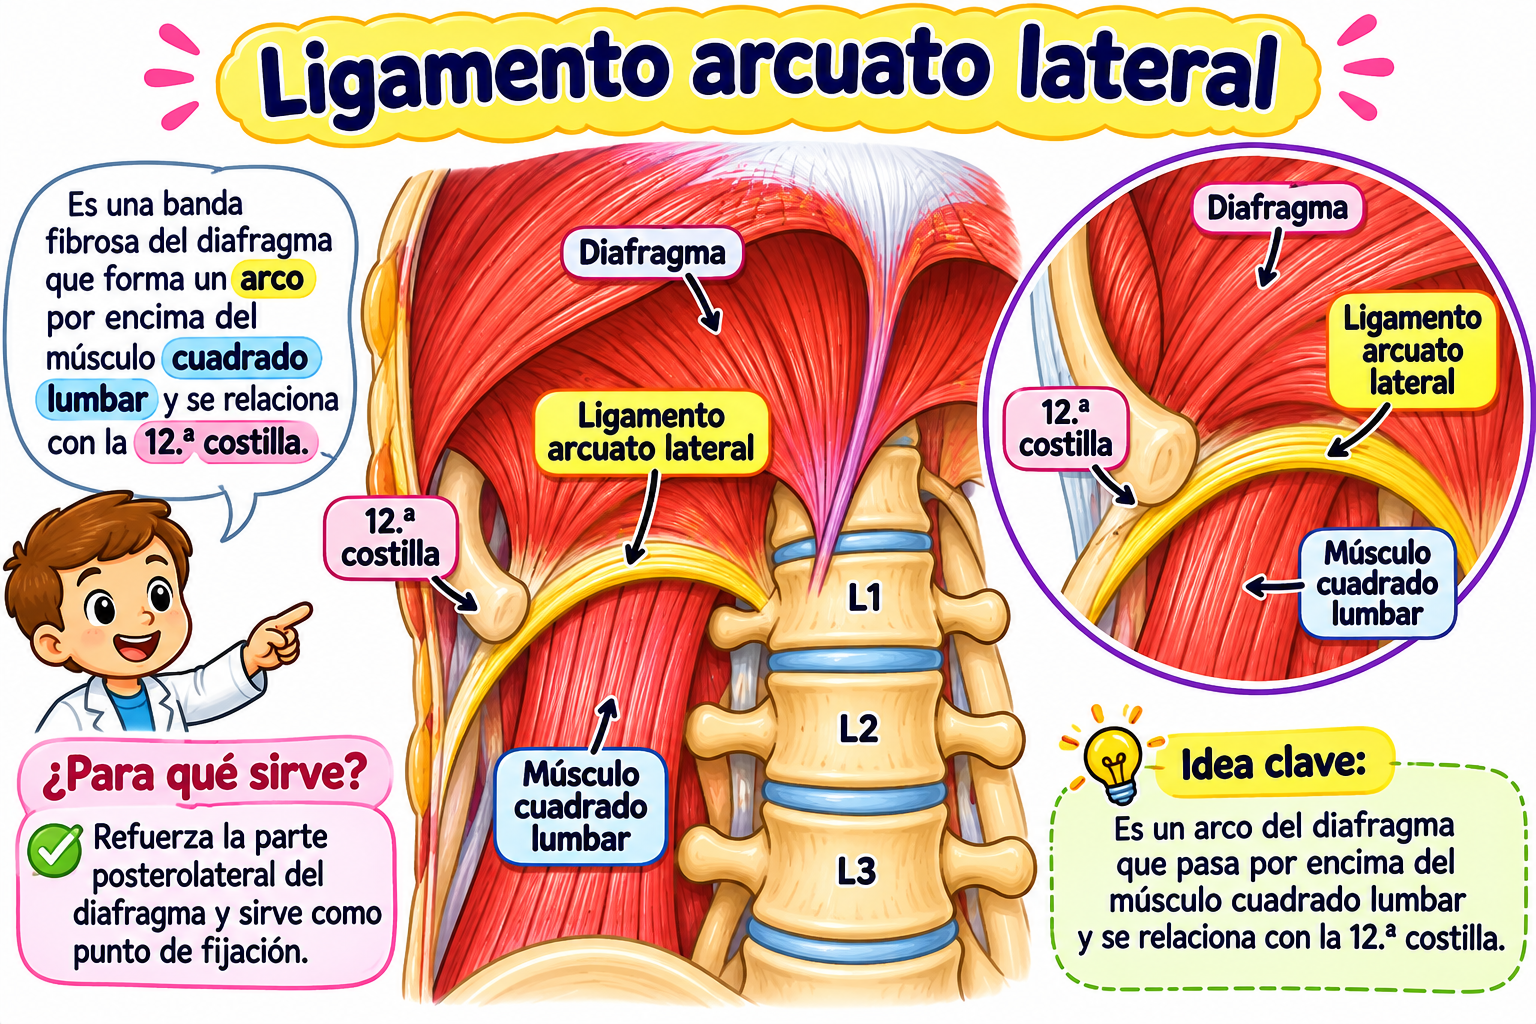 Ligamento arcuato lateral
Es una banda
fibrosa del diafragma
que forma un arco
por encima del
músculo cuadrado
lumbar y se relaciona
con la 12.ª costilla.
Diafragma
Ligamento
arcuato lateral
12.ª
costilla
Músculo
cuadrado
lumbar
L1
L2
L3
Diafragma
Ligamento
arcuato
lateral
12.ª
costilla
Músculo
cuadrado
lumbar
¿Para qué sirve?
Refuerza la parte
posterolateral del
diafragma y sirve como
punto de fijación.
Idea clave:
Es un arco del diafragma
que pasa por encima del
músculo cuadrado lumbar
y se relaciona con la 12.ª costilla.